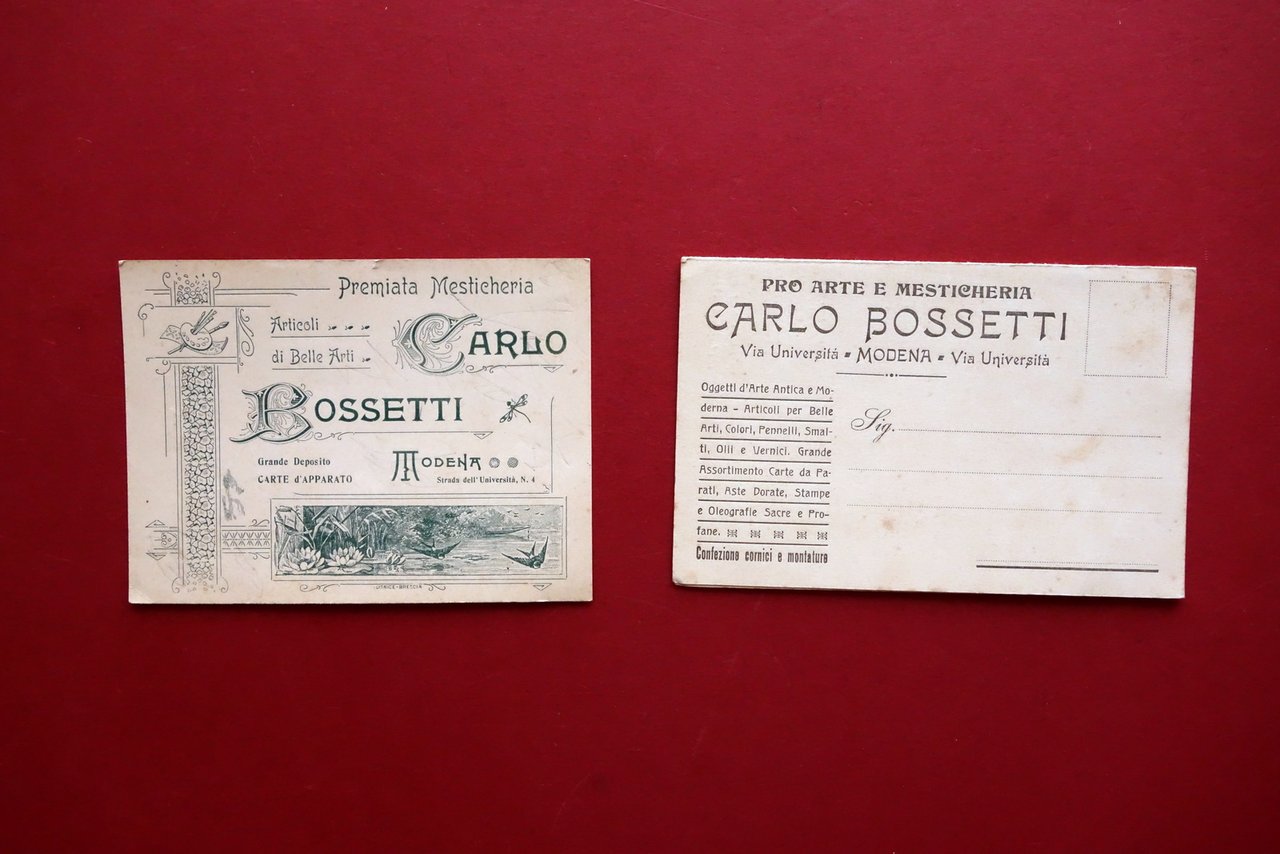 Premiata Mesticheria
Articoli
di Belle Arti
CARLO
BOSSETTI
Grande Deposito
CARTE d'APPARATO
MODENA
Strada dell'Università, N. 4
PRO ARTE E MESTICHERIA
CARLO BOSSETTI
Via Università - MODENA - Via Università
Oggetti d'Arte Antica e Mo-
derna - Articoli per Belle
Arti, Colori, Pennelli, Smal-
ti, Olii e Vernici. Grande
Assortimento Carte da Pa-
rati, Aste Dorate, Stampe
e Oleografie Sacre e Pro-
fane.
Confezione cornici e montature
Sig.